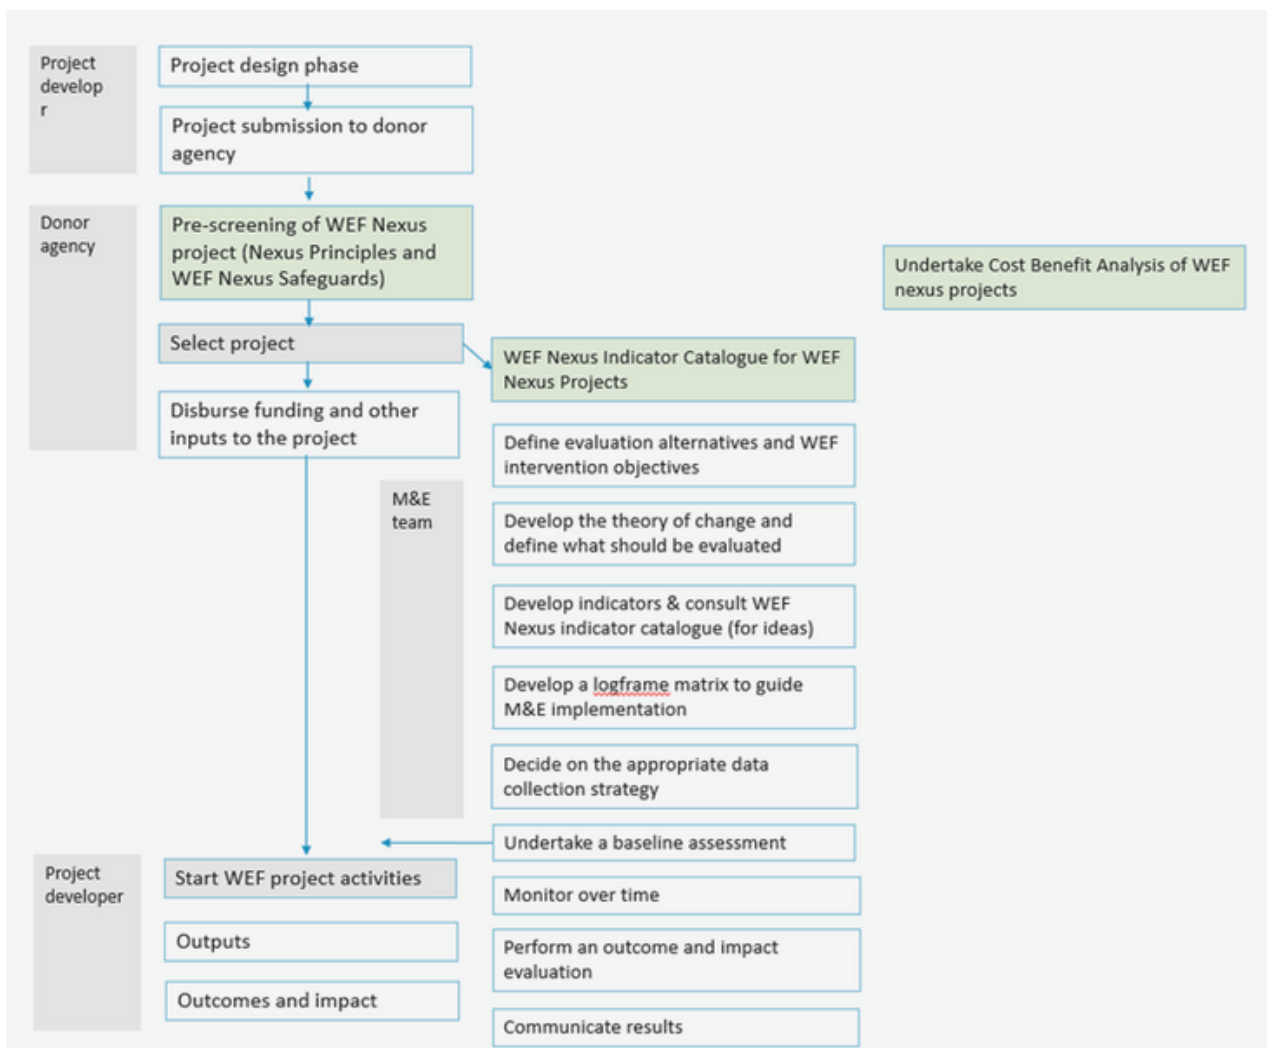 Project
develop
r
Project design phase
Project submission to donor
agency
Donor
agency
Pre-screening of WEF Nexus
project (Nexus Principles and
WEF Nexus Safeguards)
Undertake Cost Benefit Analysis of WEF
nexus projects
Select project
WEF Nexus Indicator Catalogue for WEF
Nexus Projects
Disburse funding and other
inputs to the project
Define evaluation alternatives and WEF
intervention objectives
M&E
team
Develop the theory of change and
define what should be evaluated
Develop indicators & consult WEF
Nexus indicator catalogue (for ideas)
Develop a logframe matrix to guide
M&E implementation
Decide on the appropriate data
collection strategy
Undertake a baseline assessment
Project
developer
Start WEF project activities
Monitor over time
Outputs
Perform an outcome and impact
evaluation
Outcomes and impact
Communicate results